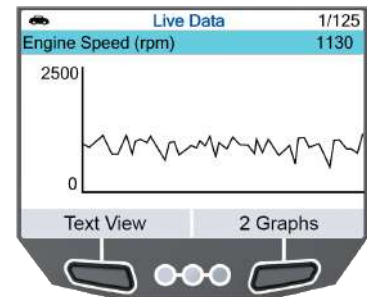 Live Data 1/125
Engine Speed (rpm) 1130
2500
0
Text View 2 Graphs